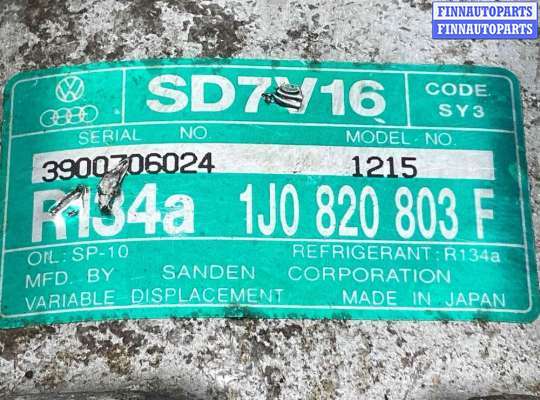 FINNAUTOPARTS
FINNAUTOPARTS
SD7V16
CODE
SY3
SERIAL NO.
MODEL-NO.
3900706024
1215
R134a
1J0 820 803 F
OIL: SP-10
REFRIGERANT: R134a
MFD. BY SANDEN CORPORATION
VARIABLE DISPLACEMENT
MADE IN JAPAN